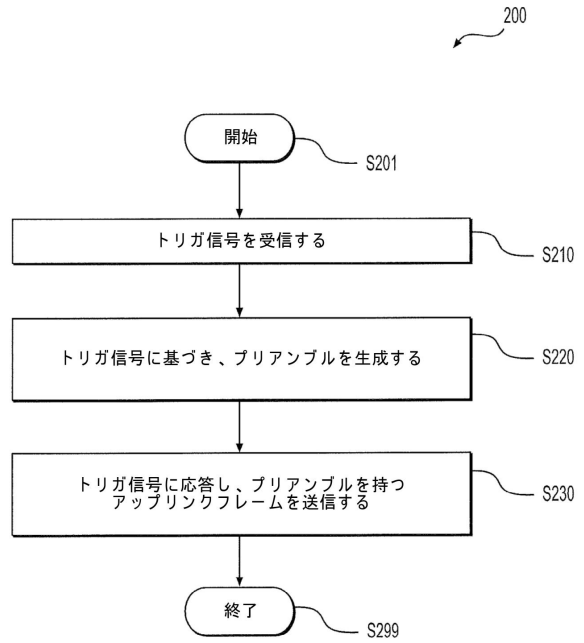 200
開始
S201
トリガ信号を受信する
S210
トリガ信号に基づき、プリアンブルを生成する
S220
トリガ信号に応答し、プリアンブルを持つ
アップリンクフレームを送信する
S230
終了
S299